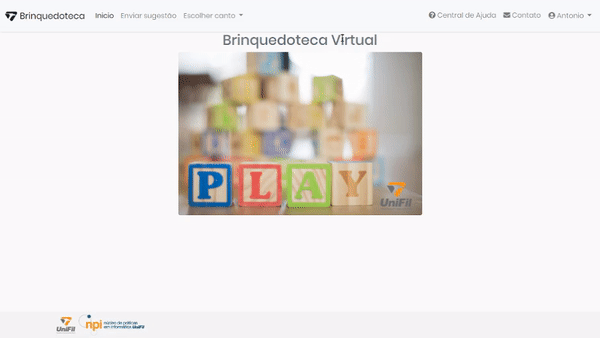 Brinquedoteca Inicio Enviar sugestão Escolher canto Central de Ajuda Contato Antonio
Brinquedoteca Virtual
PLAY
UniFil
UniFil npi núcleo de práticas
em informática UniFil